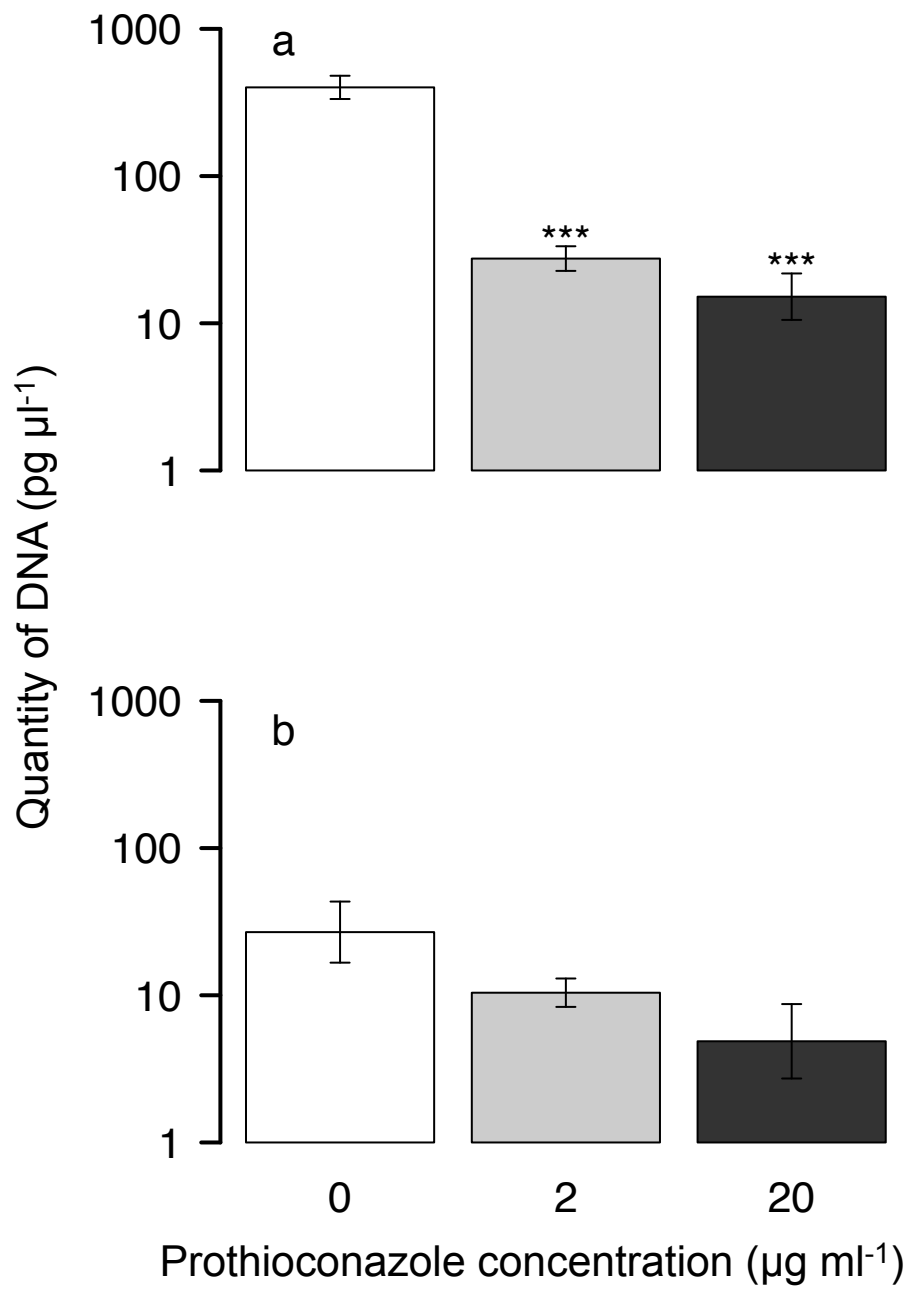 a
1000
100
10
1
***
***
Quantity of DNA (pg µl-1)
b
1000
100
10
1
0 2 20
Prothioconazole concentration (µg ml-1)